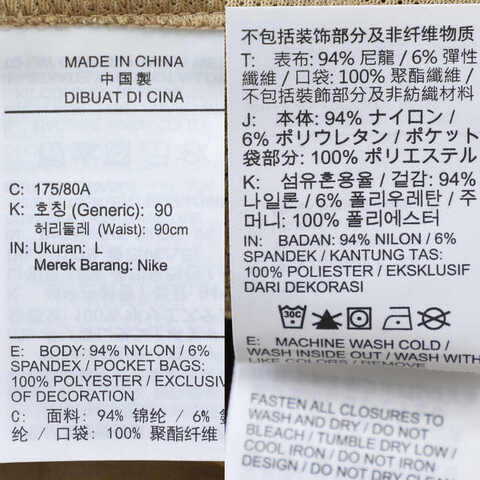 MADE IN CHINA
中国製
DIBUAT DI CINA
C: 175/80A
K: 호칭 (Generic): 90
허리둘레 (Waist): 90cm
IN: Ukuran: L
Merek Barang: Nike
E: BODY: 94% NYLON / 6%
SPANDEX / POCKET BAGS:
100% POLYESTER / EXCLUSIV
OF DECORATION
C: 面料: 94% 锦纶 / 6%
纶 / 口袋: 100% 聚酯纤维
不包括装饰部分及非纤维物质
T: 表布: 94% 尼龍 / 6% 彈性
纖維 / 口袋: 100% 聚酯纖維 /
不包括裝飾部分及非紡織材料
J: 本体: 94% ナイロン /
6% ポリウレタン / ポケット
袋部分: 100% ポリエステル
K: 섬유혼용율 / 겉감: 94%
나일론 / 6% 폴리우레탄 / 주
머니: 100% 폴리에스터
IN: BADAN: 94% NILON / 6%
SPANDEK / KANTUNG TAS:
100% POLIESTER / EKSKLUSIF
DARI DEKORASI
30C
E: MACHINE WASH COLD /
WASH INSIDE OUT / WASH WITH
LIKE COLORS / REMOVE
FASTEN ALL CLOSURES TO
WASH AND DRY / DO NOT
BLEACH / TUMBLE DRY LOW /
COOL IRON / DO NOT IRON
DESIGN / DO NOT DRY CLEAN